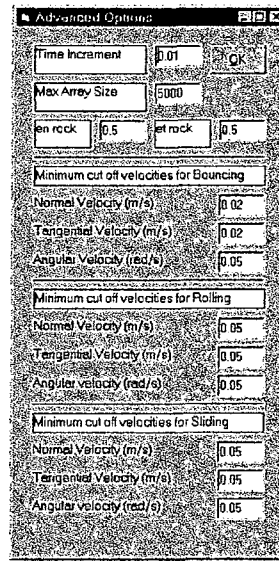 Advanced Options
Time Increment 0.01 OK
Max Array Size 5000
en rock 0.5 et rock 0.5
Minimum cut off velocities for Bouncing
Normal Velocity (m/s) 0.02
Tangential Velocity (m/s) 0.02
Angular Velocity (rad/s) 0.05
Minimum cut off velocities for Rolling
Normal Velocity (m/s) 0.05
Tangential Velocity (m/s) 0.05
Angular velocity (rad/s) 0.05
Minimum cut off velocities for Sliding
Normal Velocity (m/s) 0.05
Tangential Velocity (m/s) 0.05
Angular velocity (rad/s) 0.05